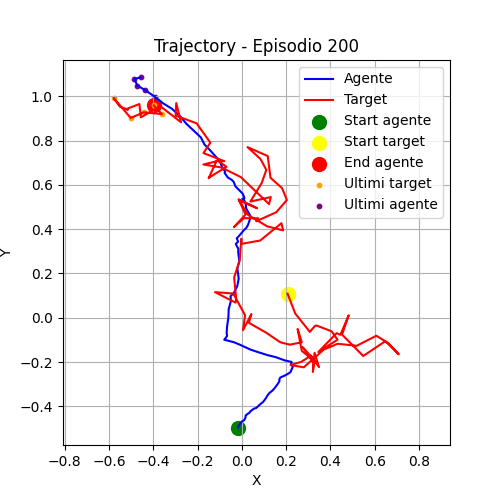 Trajectory - Episodio 200
Agente
Target
Start agente
Start target
End agente
Ultimi target
Ultimi agente
1.0
0.8
0.6
0.4
0.2
0.0
−0.2
−0.4
Y
−0.8 −0.6 −0.4 −0.2 0.0 0.2 0.4 0.6 0.8
X